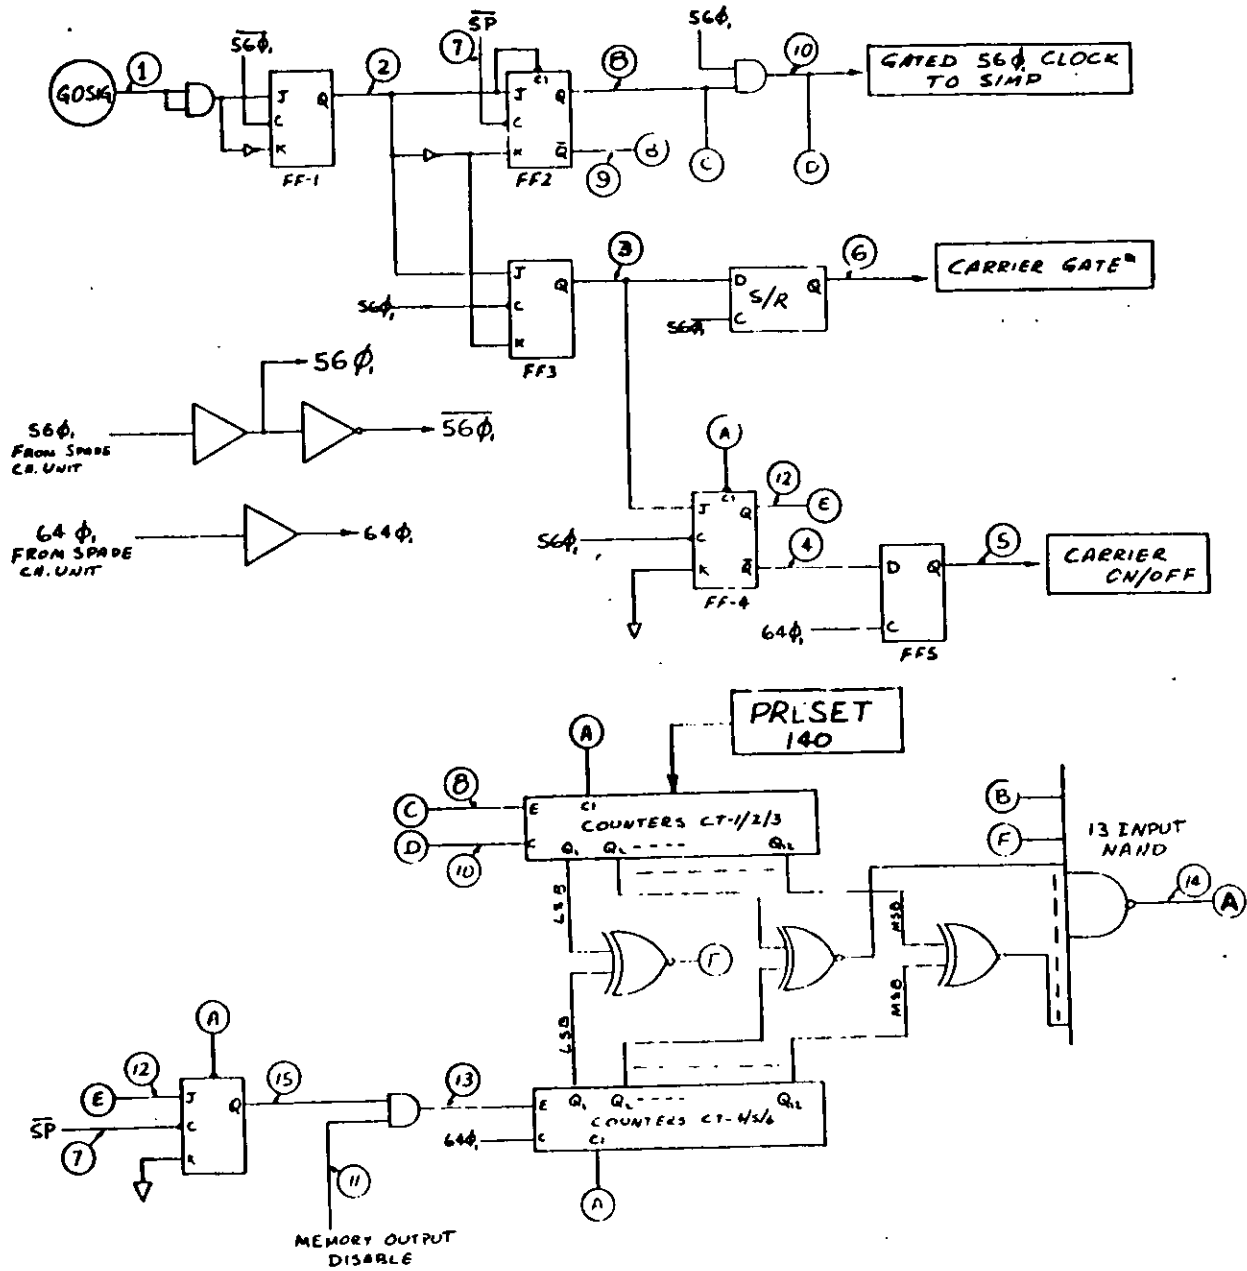 GOSIG
1
56φ₁
J
C
K
Q
FF-1
2
SP
7
C1
J
C
K
Q
Q
FF2
8
9
56φ₁
10
C
D
GATED 56φ₁ CLOCK
TO SIMP
3
J
C
K
Q
56φ₁
FF3
D
S/R
C
Q
56φ₁
6
CARRIER GATE
56φ₁
FROM SPADE
CH. UNIT
56φ₁
56φ₁
64φ₁
FROM SPADE
CH. UNIT
64φ₁
A
C1
J
C
K
Q
Q
56φ₁
FF-4
12
E
4
D
C
Q
64φ₁
FF5
5
CARRIER
ON/OFF
PRESET
140
A
C
8
D
10
E
C
C1
COUNTERS CT-1/2/3
Q₁ Q₂ ---- Q₁₂
LSB
MSB
B
F
13 INPUT
NAND
14
A
F
LSB
MSB
A
E
12
SP
7
J
C
K
Q
15
11
MEMORY OUTPUT
DISABLE
13
64φ₁
E
C
Q₁ Q₂ ---- Q₁₂
COUNTERS CT-4/5/6
C1
A